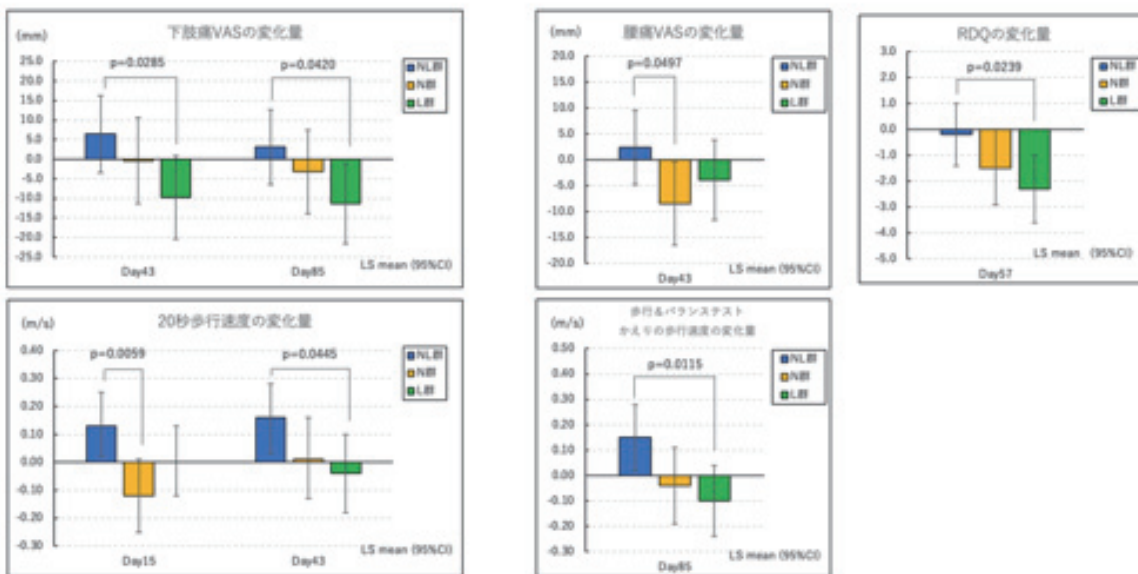 下肢痛VASの変化量
(mm)
25.0
20.0
15.0
10.0
5.0
0.0
-5.0
-10.0
-15.0
-20.0
-25.0
p=0.0285
p=0.0420
NL群
N群
L群
LS mean (95%CI)
Day43
Day85
腰痛VASの変化量
(mm)
25.0
20.0
15.0
10.0
5.0
0.0
-5.0
-10.0
-15.0
-20.0
p=0.0497
NL群
N群
L群
LS mean (95%CI)
Day43
RDQの変化量
3.0
2.0
1.0
0.0
-1.0
-2.0
-3.0
-4.0
-5.0
p=0.0239
NL群
N群
L群
LS mean (95%CI)
Day57
20秒歩行速度の変化量
(m/s)
0.40
0.30
0.20
0.10
0.00
-0.10
-0.20
-0.30
p=0.0059
p=0.0445
NL群
N群
L群
LS mean (95%CI)
Day15
Day43
歩行&バランステスト
かえりの歩行速度の変化量
(m/s)
0.50
0.40
0.30
0.20
0.10
0.00
-0.10
-0.20
-0.30
p=0.0115
NL群
N群
L群
LS mean (95%CI)
Day85